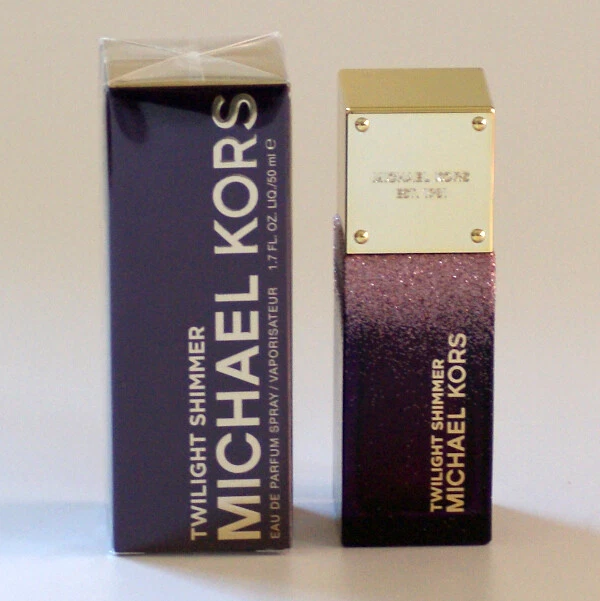 TWILIGHT SHIMMER
MICHAEL KORS
EAU DE PARFUM SPRAY / VAPORISATEUR 1.7 FL. OZ. LIQ./50 ml ℮
MICHAEL KORS
EST. 1981
TWILIGHT SHIMMER
MICHAEL KORS